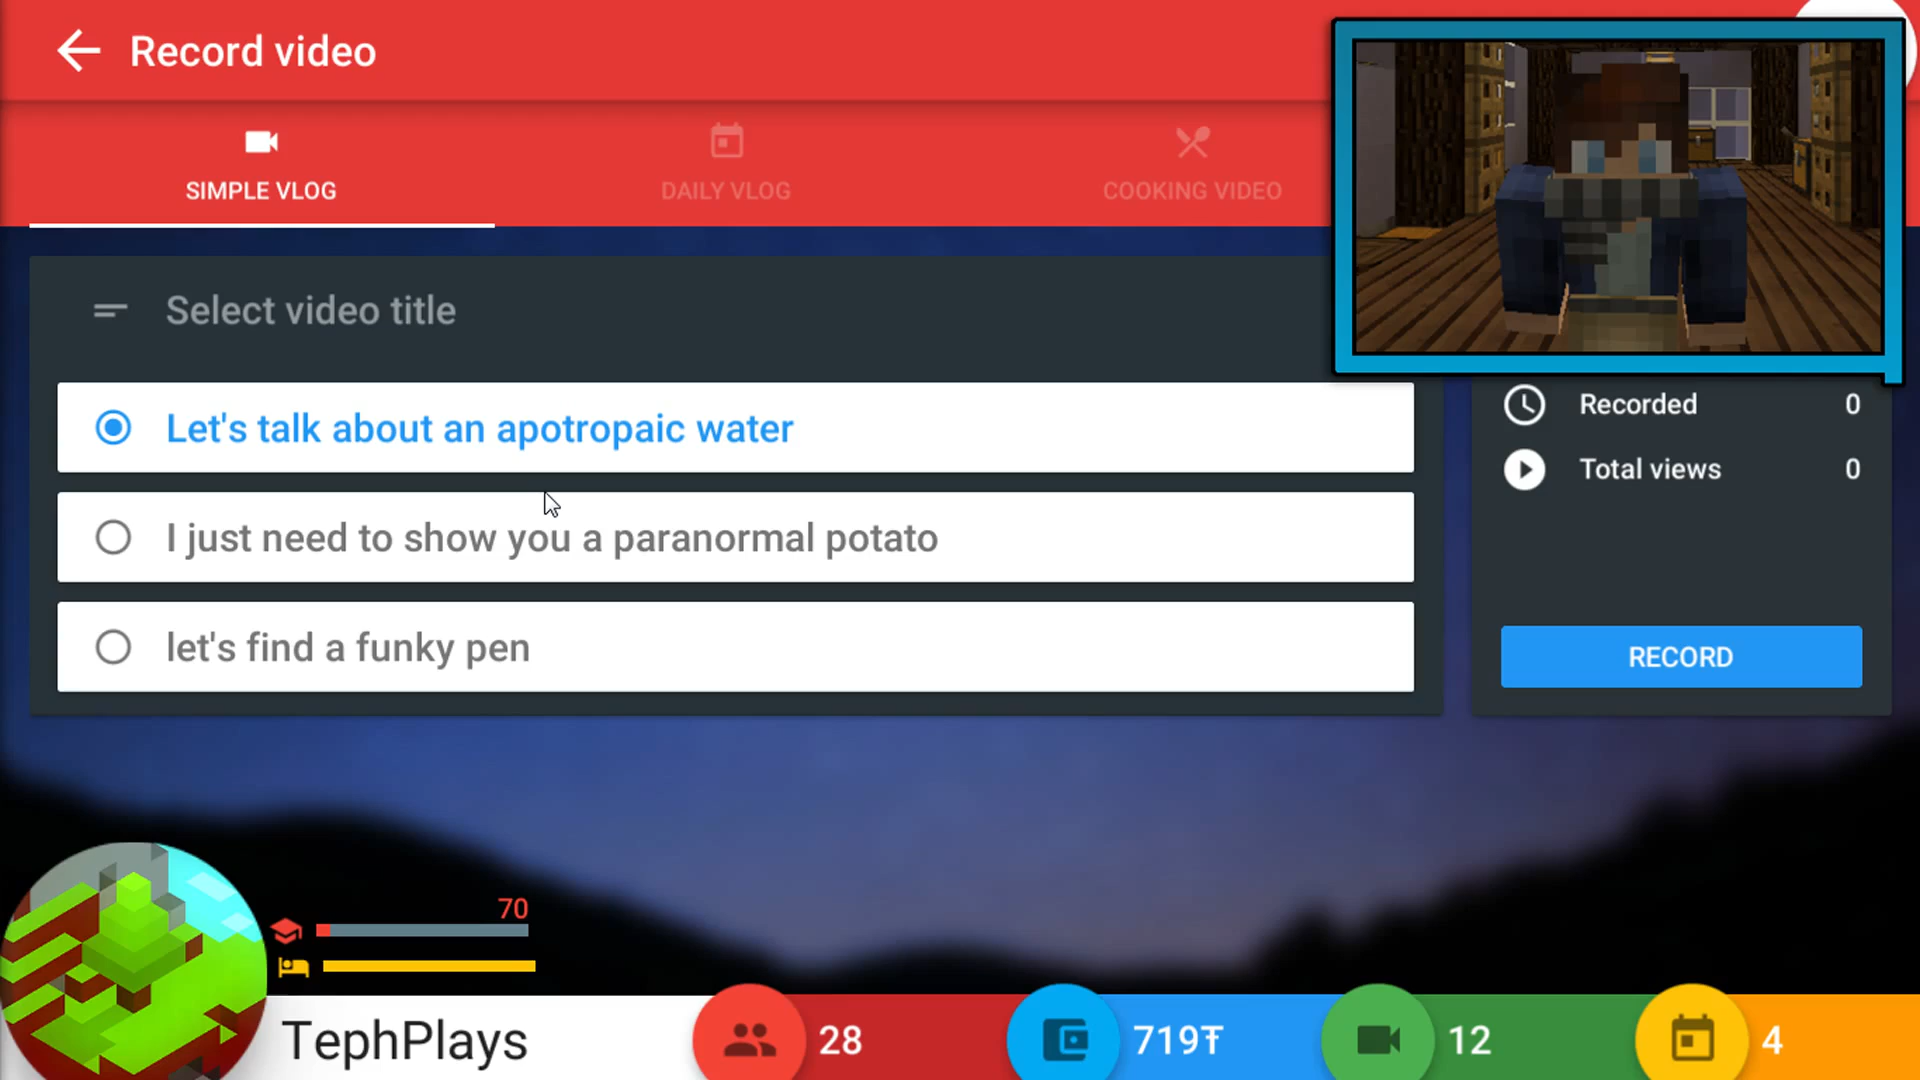 Record video
SIMPLE VLOG
DAILY VLOG
COOKING VIDEO
Select video title
Let's talk about an apotropaic water
I just need to show you a paranormal potato
let's find a funky pen
Recorded 0
Total views 0
RECORD
70
TephPlays
28
719Ŧ
12
4